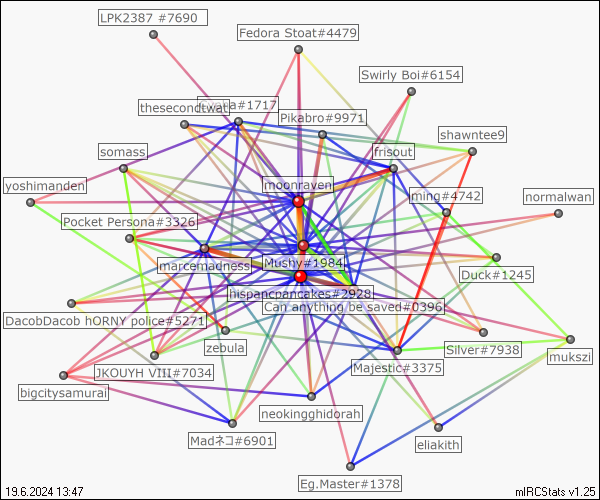 LPK2387 #7690
Fedora Stoat#4479
Swirly Boi#6154
thesecondtwat
#1717
Pikabro#9971
shawntee9
somass
frisout
moonraven
yoshimanden
ming#4742
normalwan
Pocket Persona#3326
marcemadness
Mushy#1984
Duck#1245
hispancpancakes#2928
Can anything be saved#0396
DacobDacob hORNY police#5271
zebula
Silver#7938
mukszi
JKOUYH VIII#7034
Majestic#3375
bigcitysamurai
neokingghidorah
Madネコ#6901
eliakith
Eg.Master#1378
19.6.2024 13:47
mIRCStats v1.25